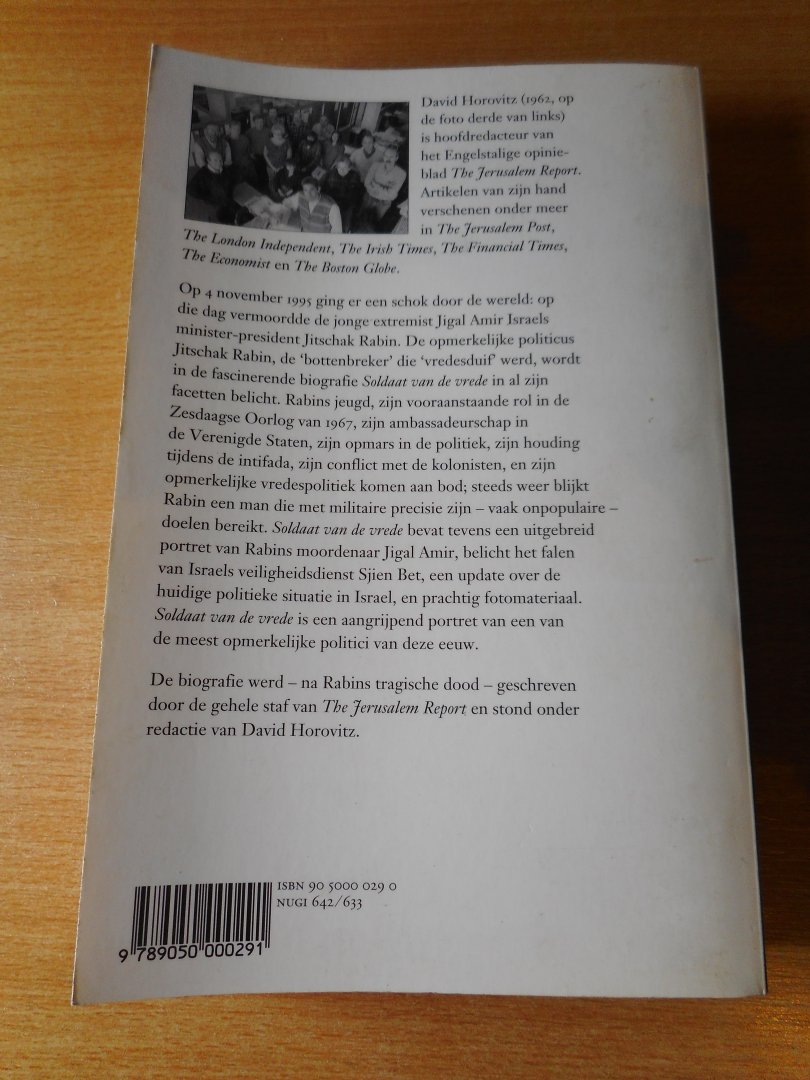 David Horovitz (1962, op
de foto derde van links)
is hoofdredacteur van
het Engelstalige opinie-
blad The Jerusalem Report.
Artikelen van zijn hand
verschenen onder meer
in The Jerusalem Post,
The London Independent, The Irish Times, The Financial Times,
The Economist en The Boston Globe.
Op 4 november 1995 ging er een schok door de wereld: op
die dag vermoordde de jonge extremist Jigal Amir Israels
minister-president Jitschak Rabin. De opmerkelijke politicus
Jitschak Rabin, de ‘bottenbreker’ die ‘vredesduif’ werd, wordt
in de fascinerende biografie Soldaat van de vrede in al zijn
facetten belicht. Rabins jeugd, zijn vooraanstaande rol in de
Zesdaagse Oorlog van 1967, zijn ambassadeurschap in
de Verenigde Staten, zijn opmars in de politiek, zijn houding
tijdens de intifada, zijn conflict met de kolonisten, en zijn
opmerkelijke vredespolitiek komen aan bod; steeds weer blijkt
Rabin een man die met militaire precisie zijn – vaak onpopulaire –
doelen bereikt. Soldaat van de vrede bevat tevens een uitgebreid
portret van Rabins moordenaar Jigal Amir, belicht het falen
van Israels veiligheidsdienst Sjien Bet, een update over de
huidige politieke situatie in Israel, en prachtig fotomateriaal.
Soldaat van de vrede is een aangrijpend portret van een van
de meest opmerkelijke politici van deze eeuw.
De biografie werd – na Rabins tragische dood – geschreven
door de gehele staf van The Jerusalem Report en stond onder
redactie van David Horovitz.
ISBN 90 5000 029 0
NUGI 642/633
9 789050 000291